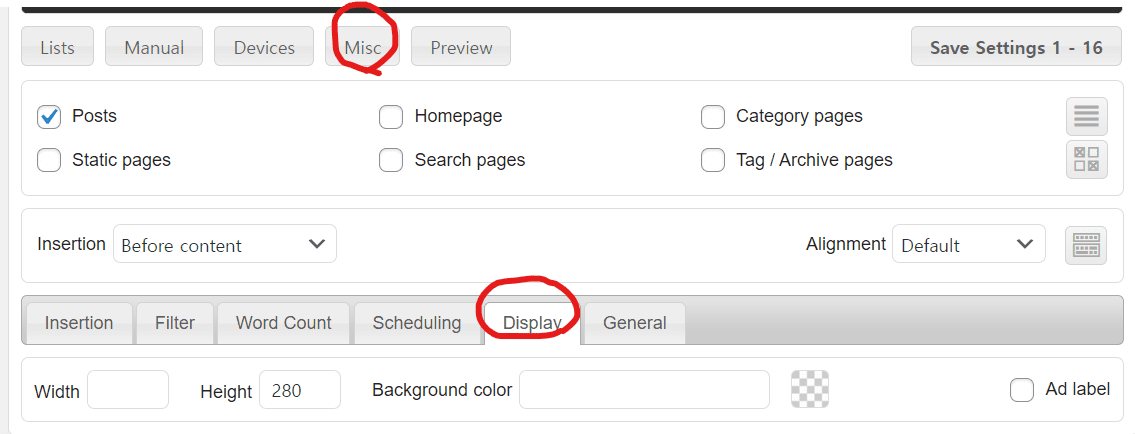 Lists Manual Devices Misc Preview Save Settings 1 - 16
Posts Homepage Category pages
Static pages Search pages Tag / Archive pages
Insertion Before content Alignment Default
Insertion Filter Word Count Scheduling Display General
Width Height 280 Background color Ad label